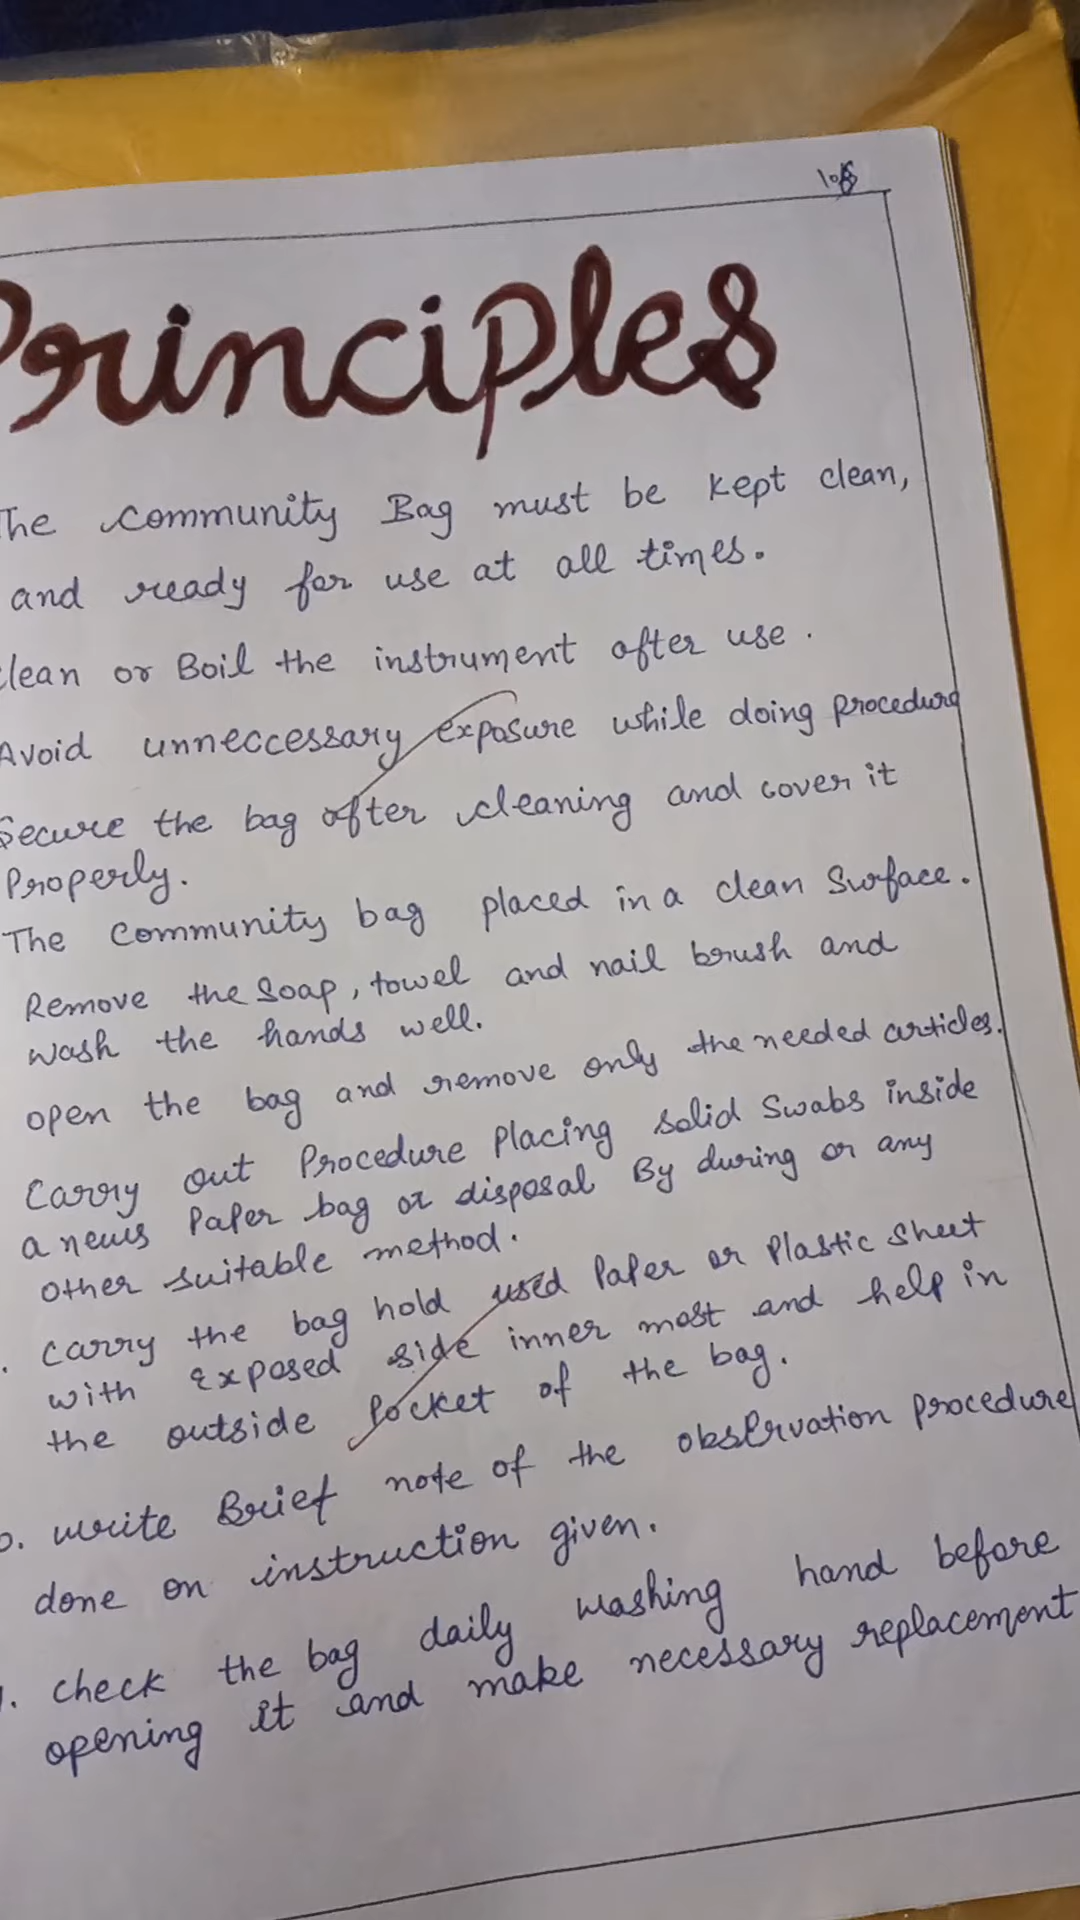 108
Principles
The Community Bag must be kept clean,
and ready for use at all times.
clean or Boil the instrument after use.
Avoid unneccessary exposure while doing procedure
Secure the bag after cleaning and cover it
Properly.
The Community bag placed in a clean Surface.
Remove the Soap, towel and nail brush and
wash the hands well.
open the bag and remove only the needed articles.
Carry out Procedure Placing solid Swabs inside
a news Paper bag or disposal By during or any
other suitable method.
. carry the bag hold used Paper or Plastic sheet
with exposed side inner most and help in
the outside Pocket of the bag.
0. write Brief note of the observation procedure
done on instruction given.
1. check the bag daily washing hand before
opening it and make necessary replacement